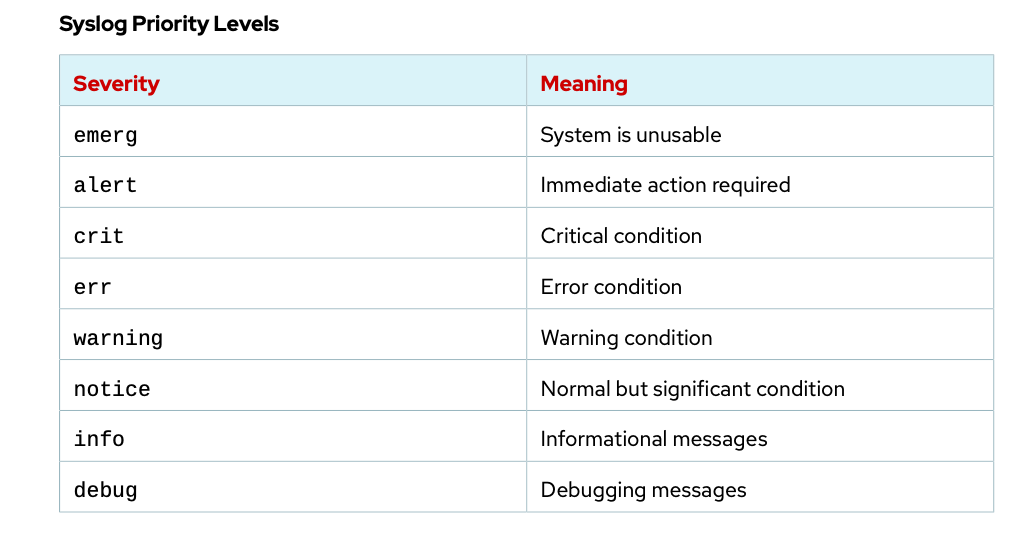 Syslog Priority Levels
Severity Meaning
emerg System is unusable
alert Immediate action required
crit Critical condition
err Error condition
warning Warning condition
notice Normal but significant condition
info Informational messages
debug Debugging messages